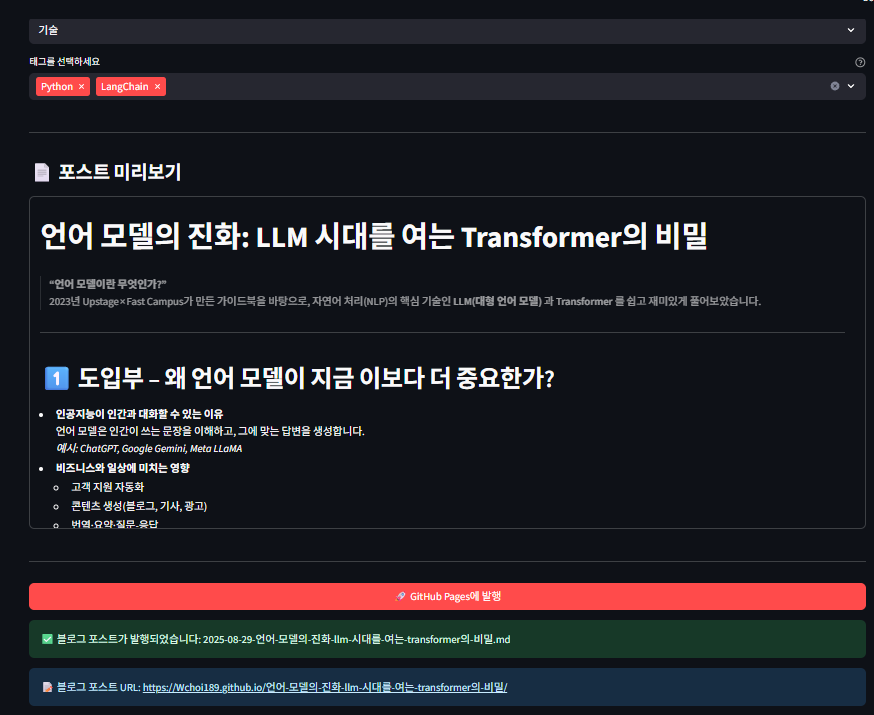 기술
태그를 선택하세요
Python × LangChain ×
포스트 미리보기
언어 모델의 진화: LLM 시대를 여는 Transformer의 비밀
“언어 모델이란 무엇인가?”
2023년 Upstage×Fast Campus가 만든 가이드북을 바탕으로, 자연어 처리(NLP)의 핵심 기술인 LLM(대형 언어 모델) 과 Transformer 를 쉽고 재미있게 풀어보았습니다.
1 도입부 – 왜 언어 모델이 지금 이보다 더 중요한가?
인공지능이 인간과 대화할 수 있는 이유
언어 모델은 인간이 쓰는 문장을 이해하고, 그에 맞는 답변을 생성합니다.
예시: ChatGPT, Google Gemini, Meta LLaMA
비즈니스와 일상에 미치는 영향
고객 지원 자동화
콘텐츠 생성(블로그, 기사, 광고)
번역·요약·질문-응답
GitHub Pages에 발행
블로그 포스트가 발행되었습니다: 2025-08-29-언어-모델의-진화-llm-시대를-여는-transformer의-비밀.md
블로그 포스트 URL: https://Wchoi189.github.io/언어-모델의-진화-llm-시대를-여는-transformer의-비밀/